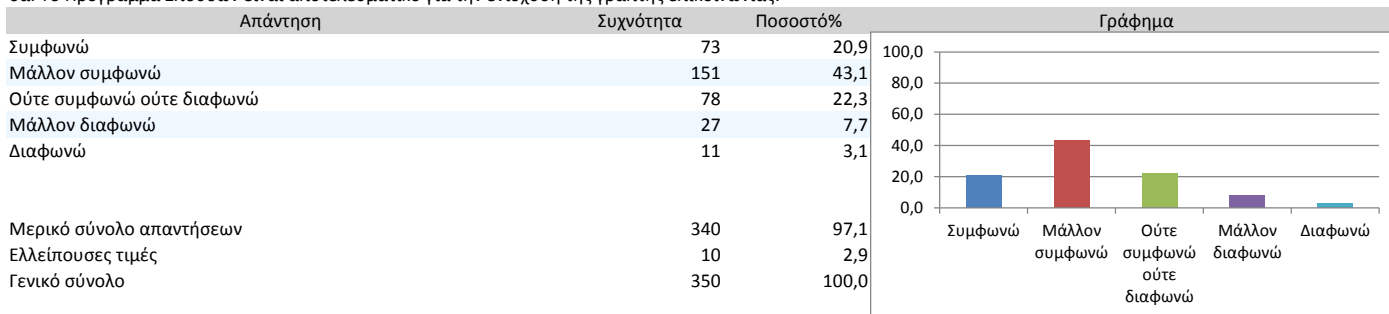 Απάντηση Συχνότητα Ποσοστό% Γράφημα
Συμφωνώ 73 20,9
Μάλλον συμφωνώ 151 43,1
Ούτε συμφωνώ ούτε διαφωνώ 78 22,3
Μάλλον διαφωνώ 27 7,7
Διαφωνώ 11 3,1
Μερικό σύνολο απαντήσεων 340 97,1
Ελλείπουσες τιμές 10 2,9
Γενικό σύνολο 350 100,0
100,0
80,0
60,0
40,0
20,0
0,0
Συμφωνώ Μάλλον Ούτε Μάλλον Διαφωνώ
συμφωνώ συμφωνώ διαφωνώ
ούτε
διαφωνώ